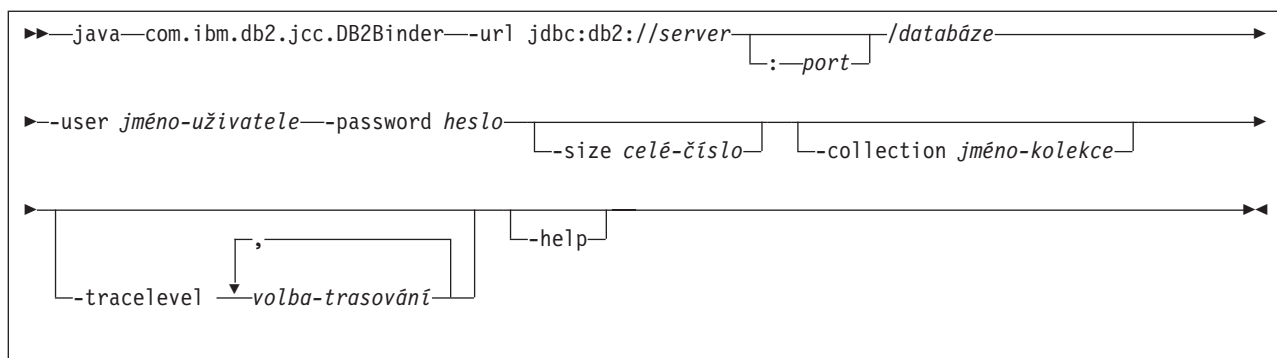 java com.ibm.db2.jcc.DB2Binder -url jdbc:db2://server /databáze
: port
-user jméno-uživatele -password heslo
-size celé-číslo -collection jméno-kolekce
,
-help
-tracelevel volba-trasování